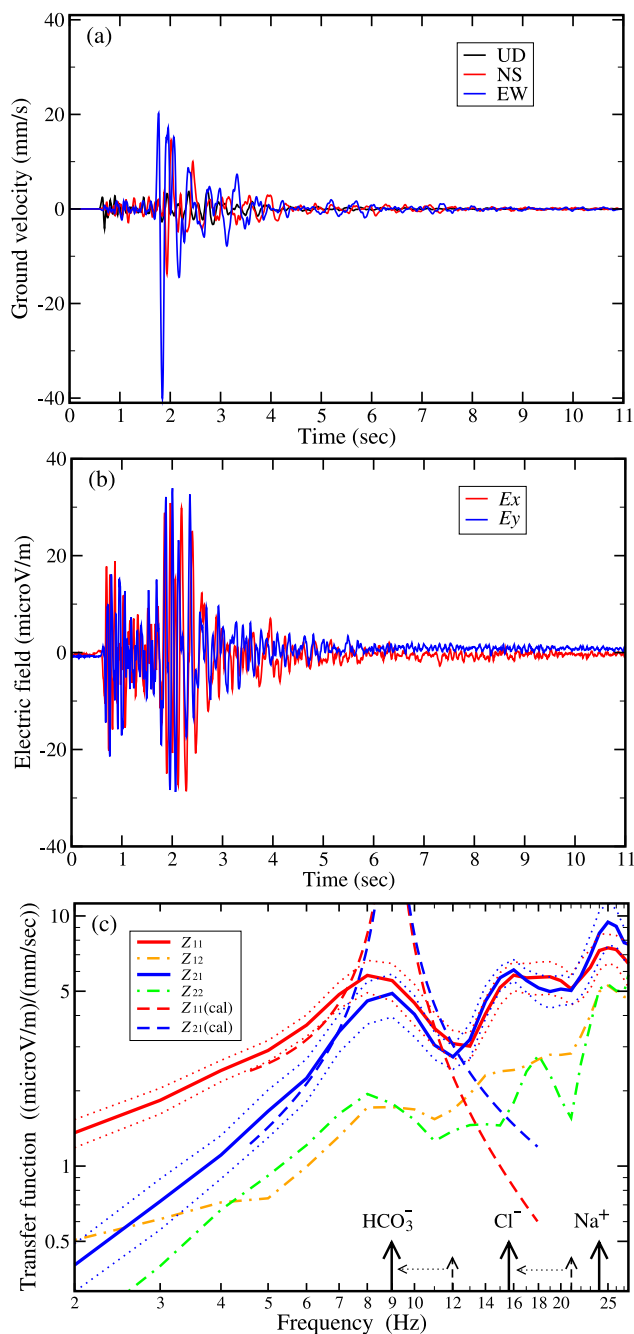 (a)
UD
NS
EW
40
20
0
-20
-40
Ground velocity (mm/s)
0 1 2 3 4 5 6 7 8 9 10 11
Time (sec)
(b)
Ex
Ey
40
20
0
-20
-40
Electric field (microV/m)
0 1 2 3 4 5 6 7 8 9 10 11
Time (sec)
(c)
Z11
Z12
Z21
Z22
Z11(cal)
Z21(cal)
10
5
1
0.5
Transfer function ((microV/m)/(mm/sec))
HCO3− Cl− Na+
2 3 4 5 6 7 8 9 10 12 14 16 18 20 25
Frequency (Hz)